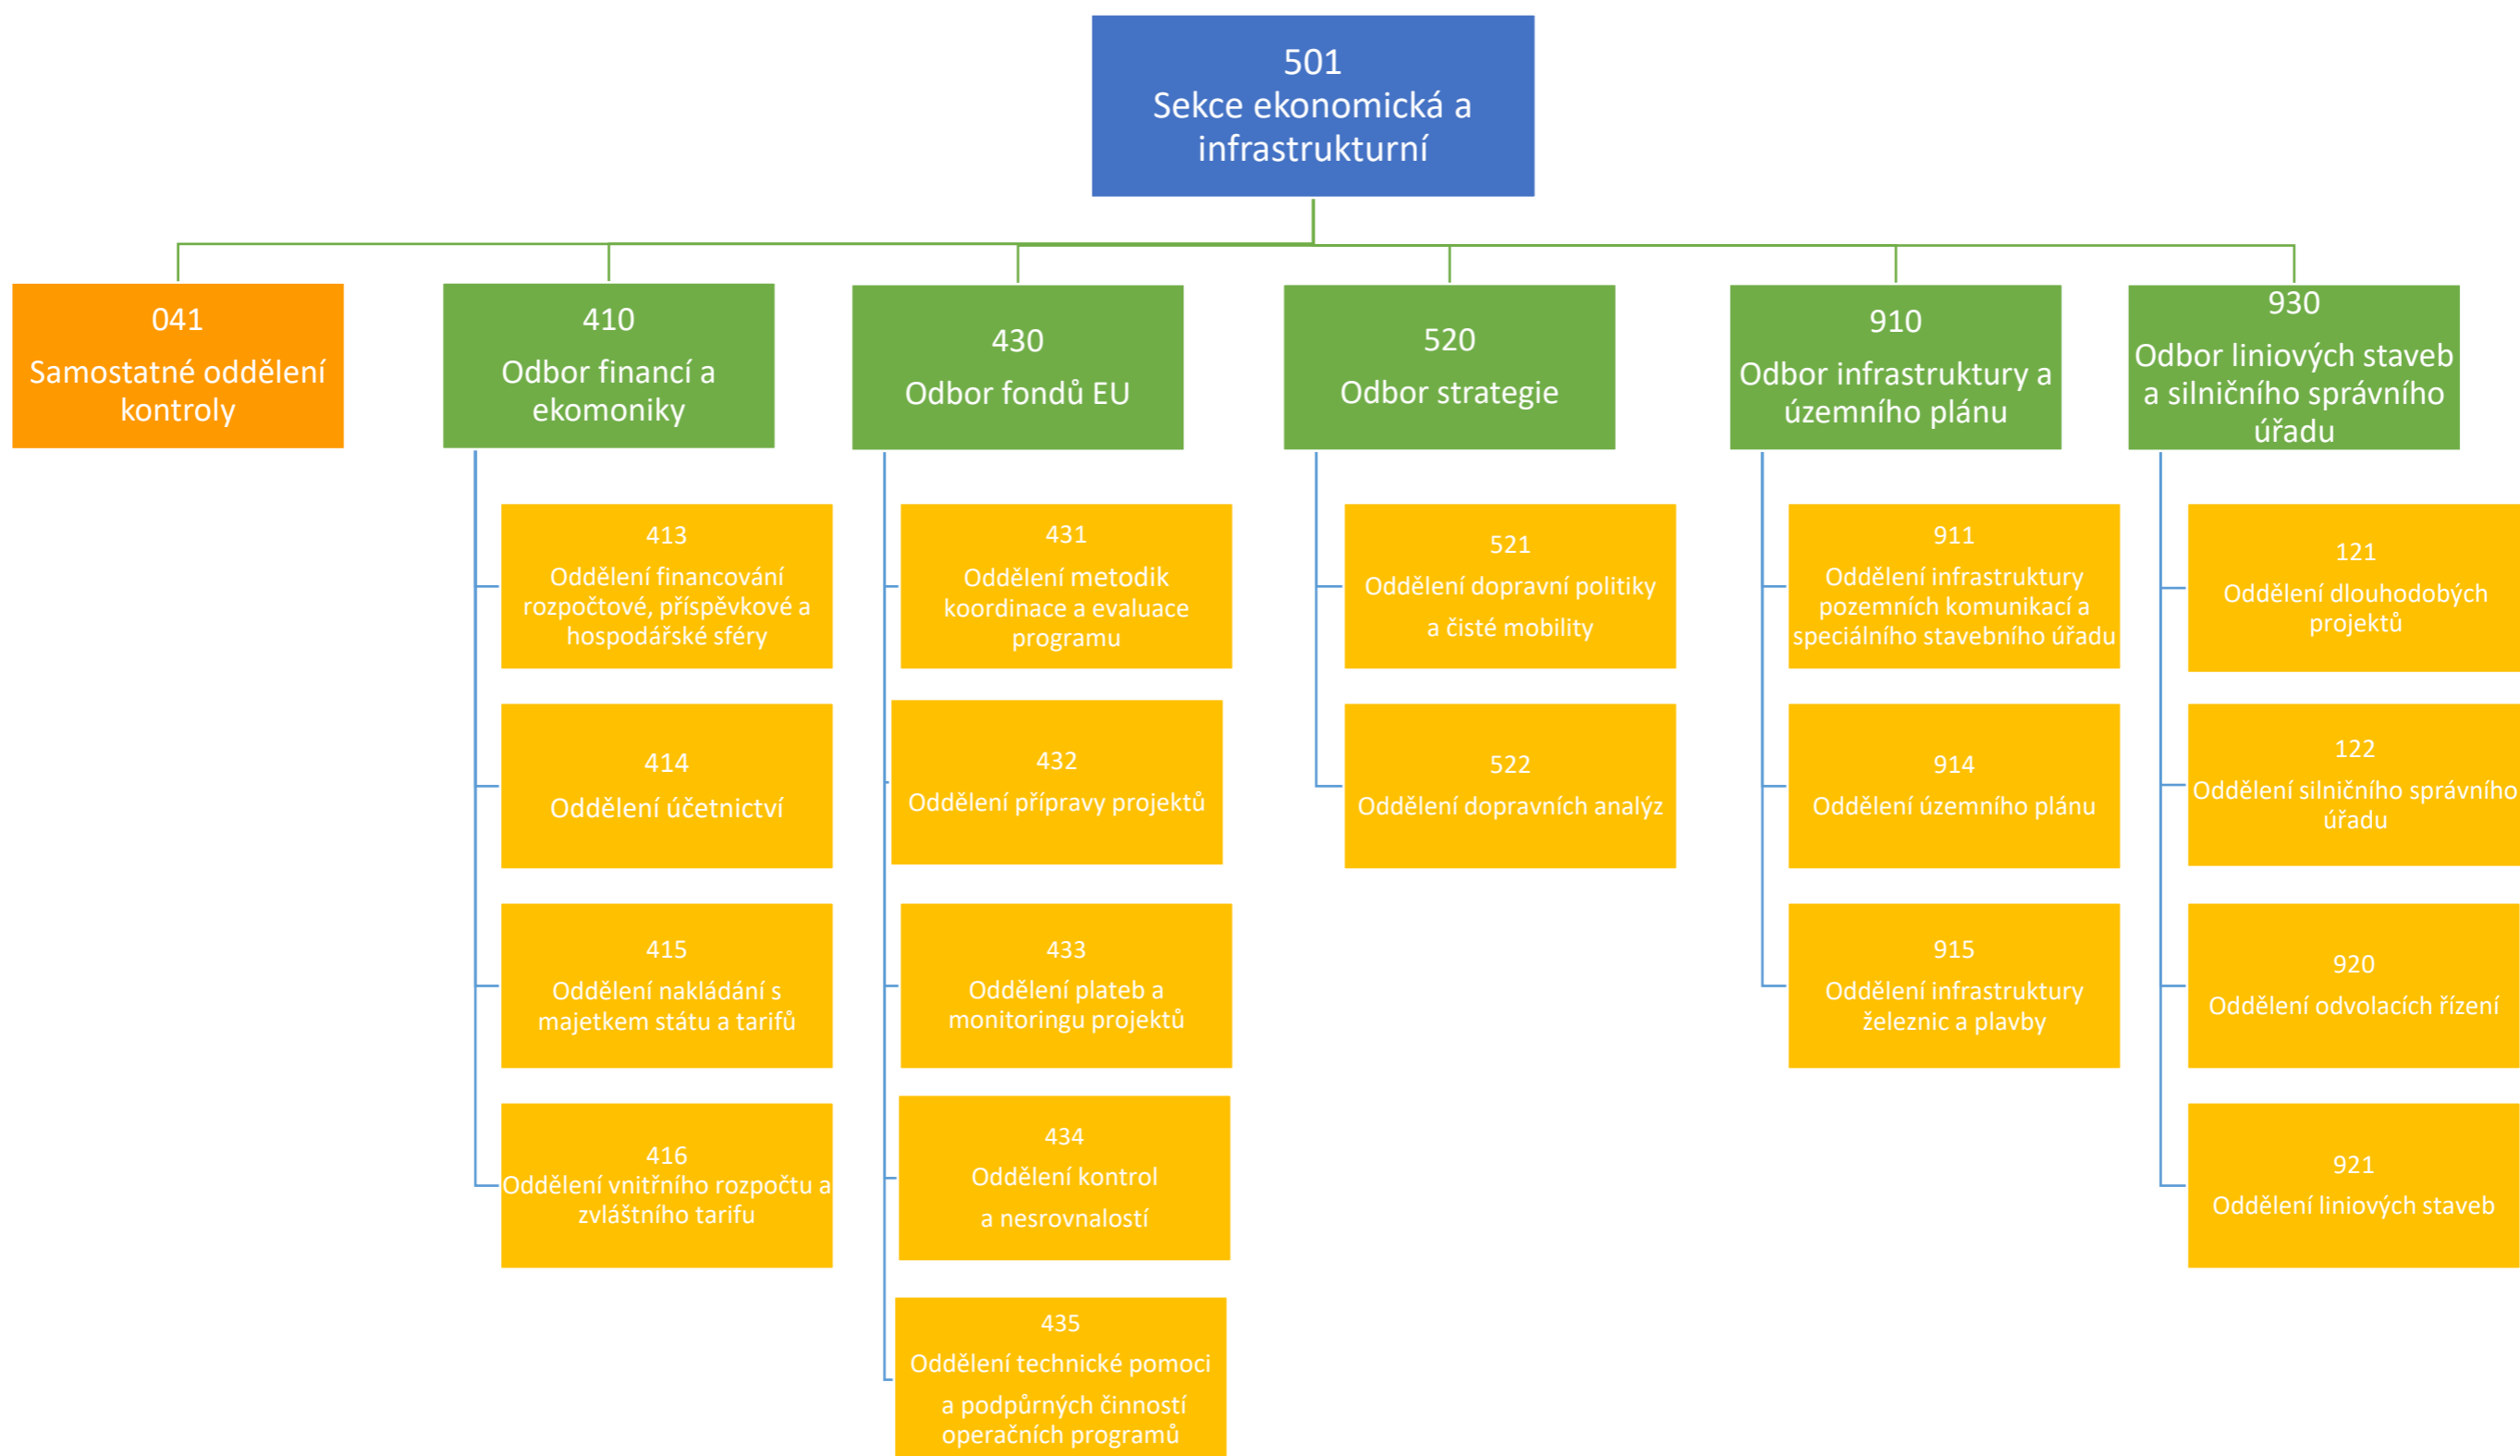 501
Sekce ekonomická a
infrastrukturní
041
Samostatné oddělení
kontroly
410
Odbor financí a
ekomoniky
430
Odbor fondů EU
520
Odbor strategie
910
Odbor infrastruktury a
územního plánu
930
Odbor liniových staveb
a silničního správního
úřadu
413
Oddělení financování
rozpočtové, příspěvkové a
hospodářské sféry
414
Oddělení účetnictví
415
Oddělení nakládání s
majetkem státu a tarifů
416
Oddělení vnitřního rozpočtu a
zvláštního tarifu
431
Oddělení metodik
koordinace a evaluace
programu
432
Oddělení přípravy projektů
433
Oddělení plateb a
monitoringu projektů
434
Oddělení kontrol
a nesrovnalostí
435
Oddělení technické pomoci
a podpůrných činností
operačních programů
521
Oddělení dopravní politiky
a čisté mobility
522
Oddělení dopravních analýz
911
Oddělení infrastruktury
pozemních komunikací a
speciálního stavebního úřadu
914
Oddělení územního plánu
915
Oddělení infrastruktury
železnic a plavby
121
Oddělení dlouhodobých
projektů
122
Oddělení silničního správního
úřadu
920
Oddělení odvolacích řízení
921
Oddělení liniových staveb